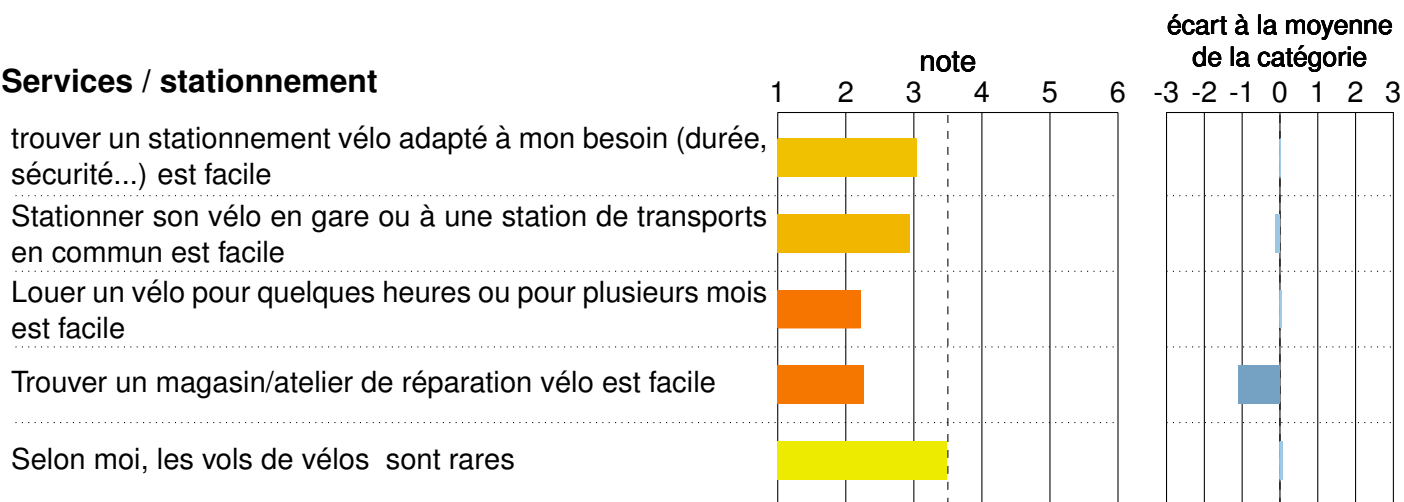 écart à la moyenne
note de la catégorie
Services / stationnement
1 2 3 4 5 6 -3 -2 -1 0 1 2 3
trouver un stationnement vélo adapté à mon besoin (durée,
sécurité...) est facile
Stationner son vélo en gare ou à une station de transports
en commun est facile
Louer un vélo pour quelques heures ou pour plusieurs mois
est facile
Trouver un magasin/atelier de réparation vélo est facile
Selon moi, les vols de vélos sont rares